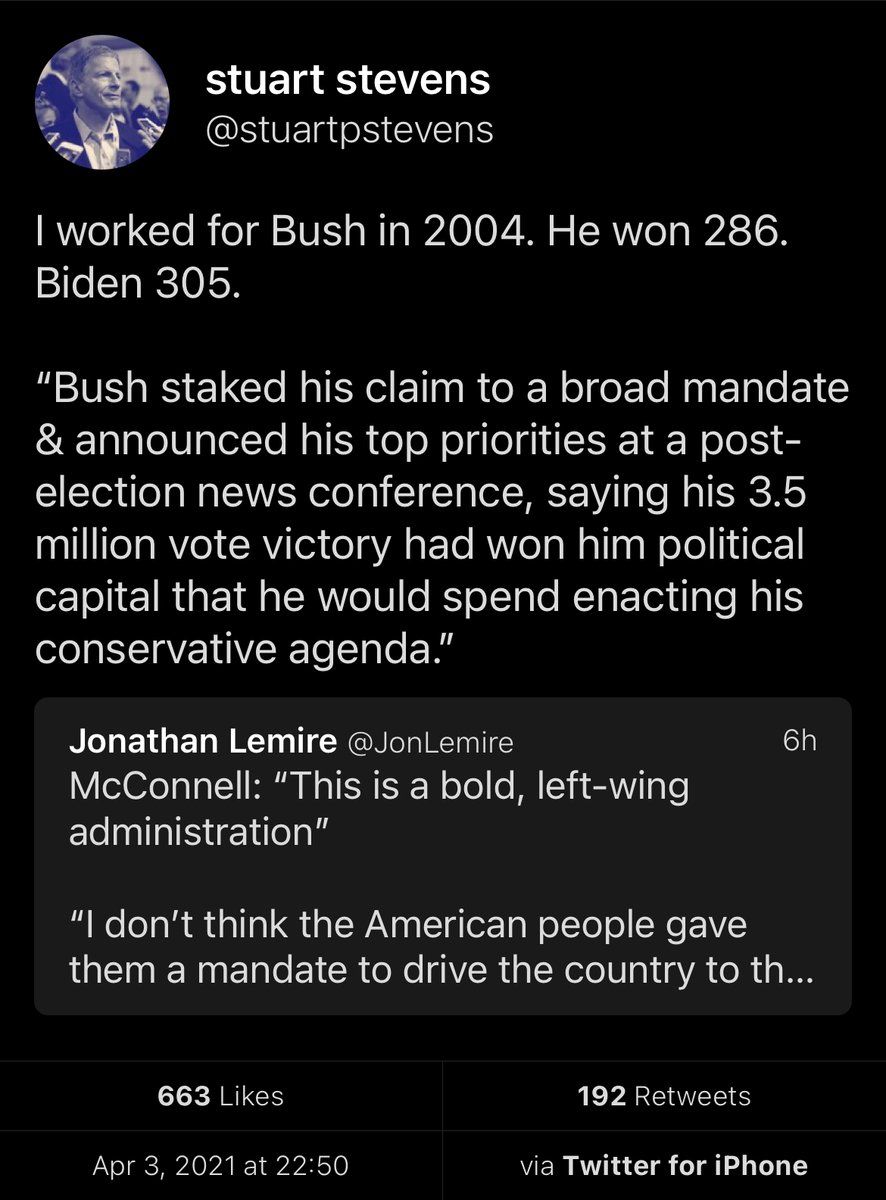 stuart stevens
@stuartpstevens
I worked for Bush in 2004. He won 286.
Biden 305.
“Bush staked his claim to a broad mandate
& announced his top priorities at a post-
election news conference, saying his 3.5
million vote victory had won him political
capital that he would spend enacting his
conservative agenda.”
Jonathan Lemire @JonLemire 6h
McConnell: “This is a bold, left-wing
administration”
“I don’t think the American people gave
them a mandate to drive the country to th...
663 Likes 192 Retweets
Apr 3, 2021 at 22:50 via Twitter for iPhone